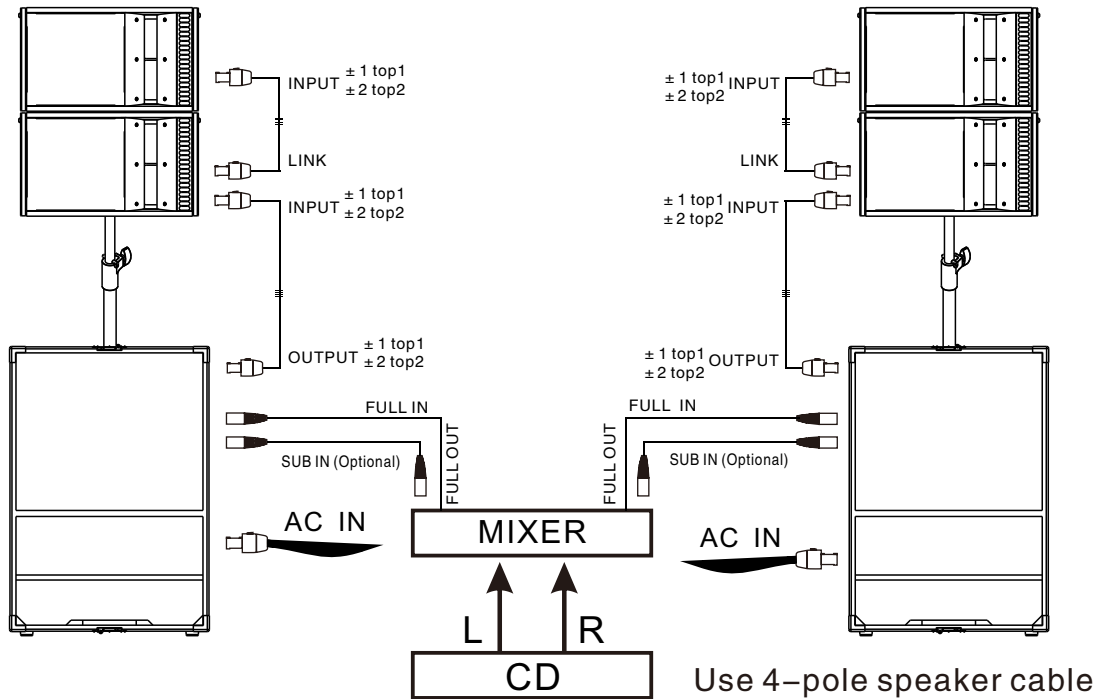 INPUT ± 1 top1
± 2 top2
± 1 top1 INPUT
± 2 top2
LINK
LINK
INPUT ± 1 top1
± 2 top2
± 1 top1 INPUT
± 2 top2
OUTPUT ± 1 top1
± 2 top2
± 1 top1 OUTPUT
± 2 top2
FULL IN
FULL IN
FULL OUT
FULL OUT
SUB IN (Optional)
SUB IN (Optional)
AC IN
MIXER
AC IN
L
R
CD
Use 4–pole speaker cable